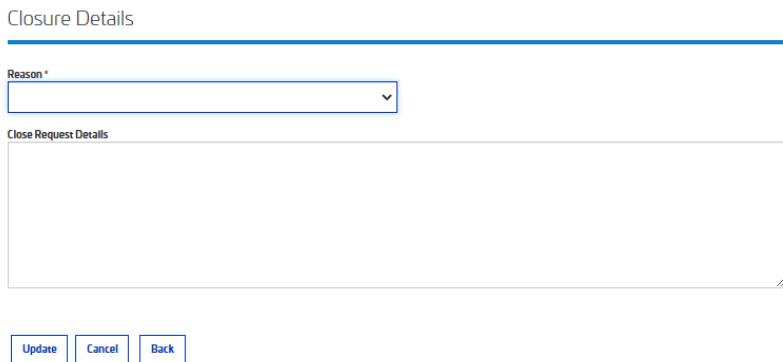 Closure Details
Reason *
Close Request Details
Update Cancel Back